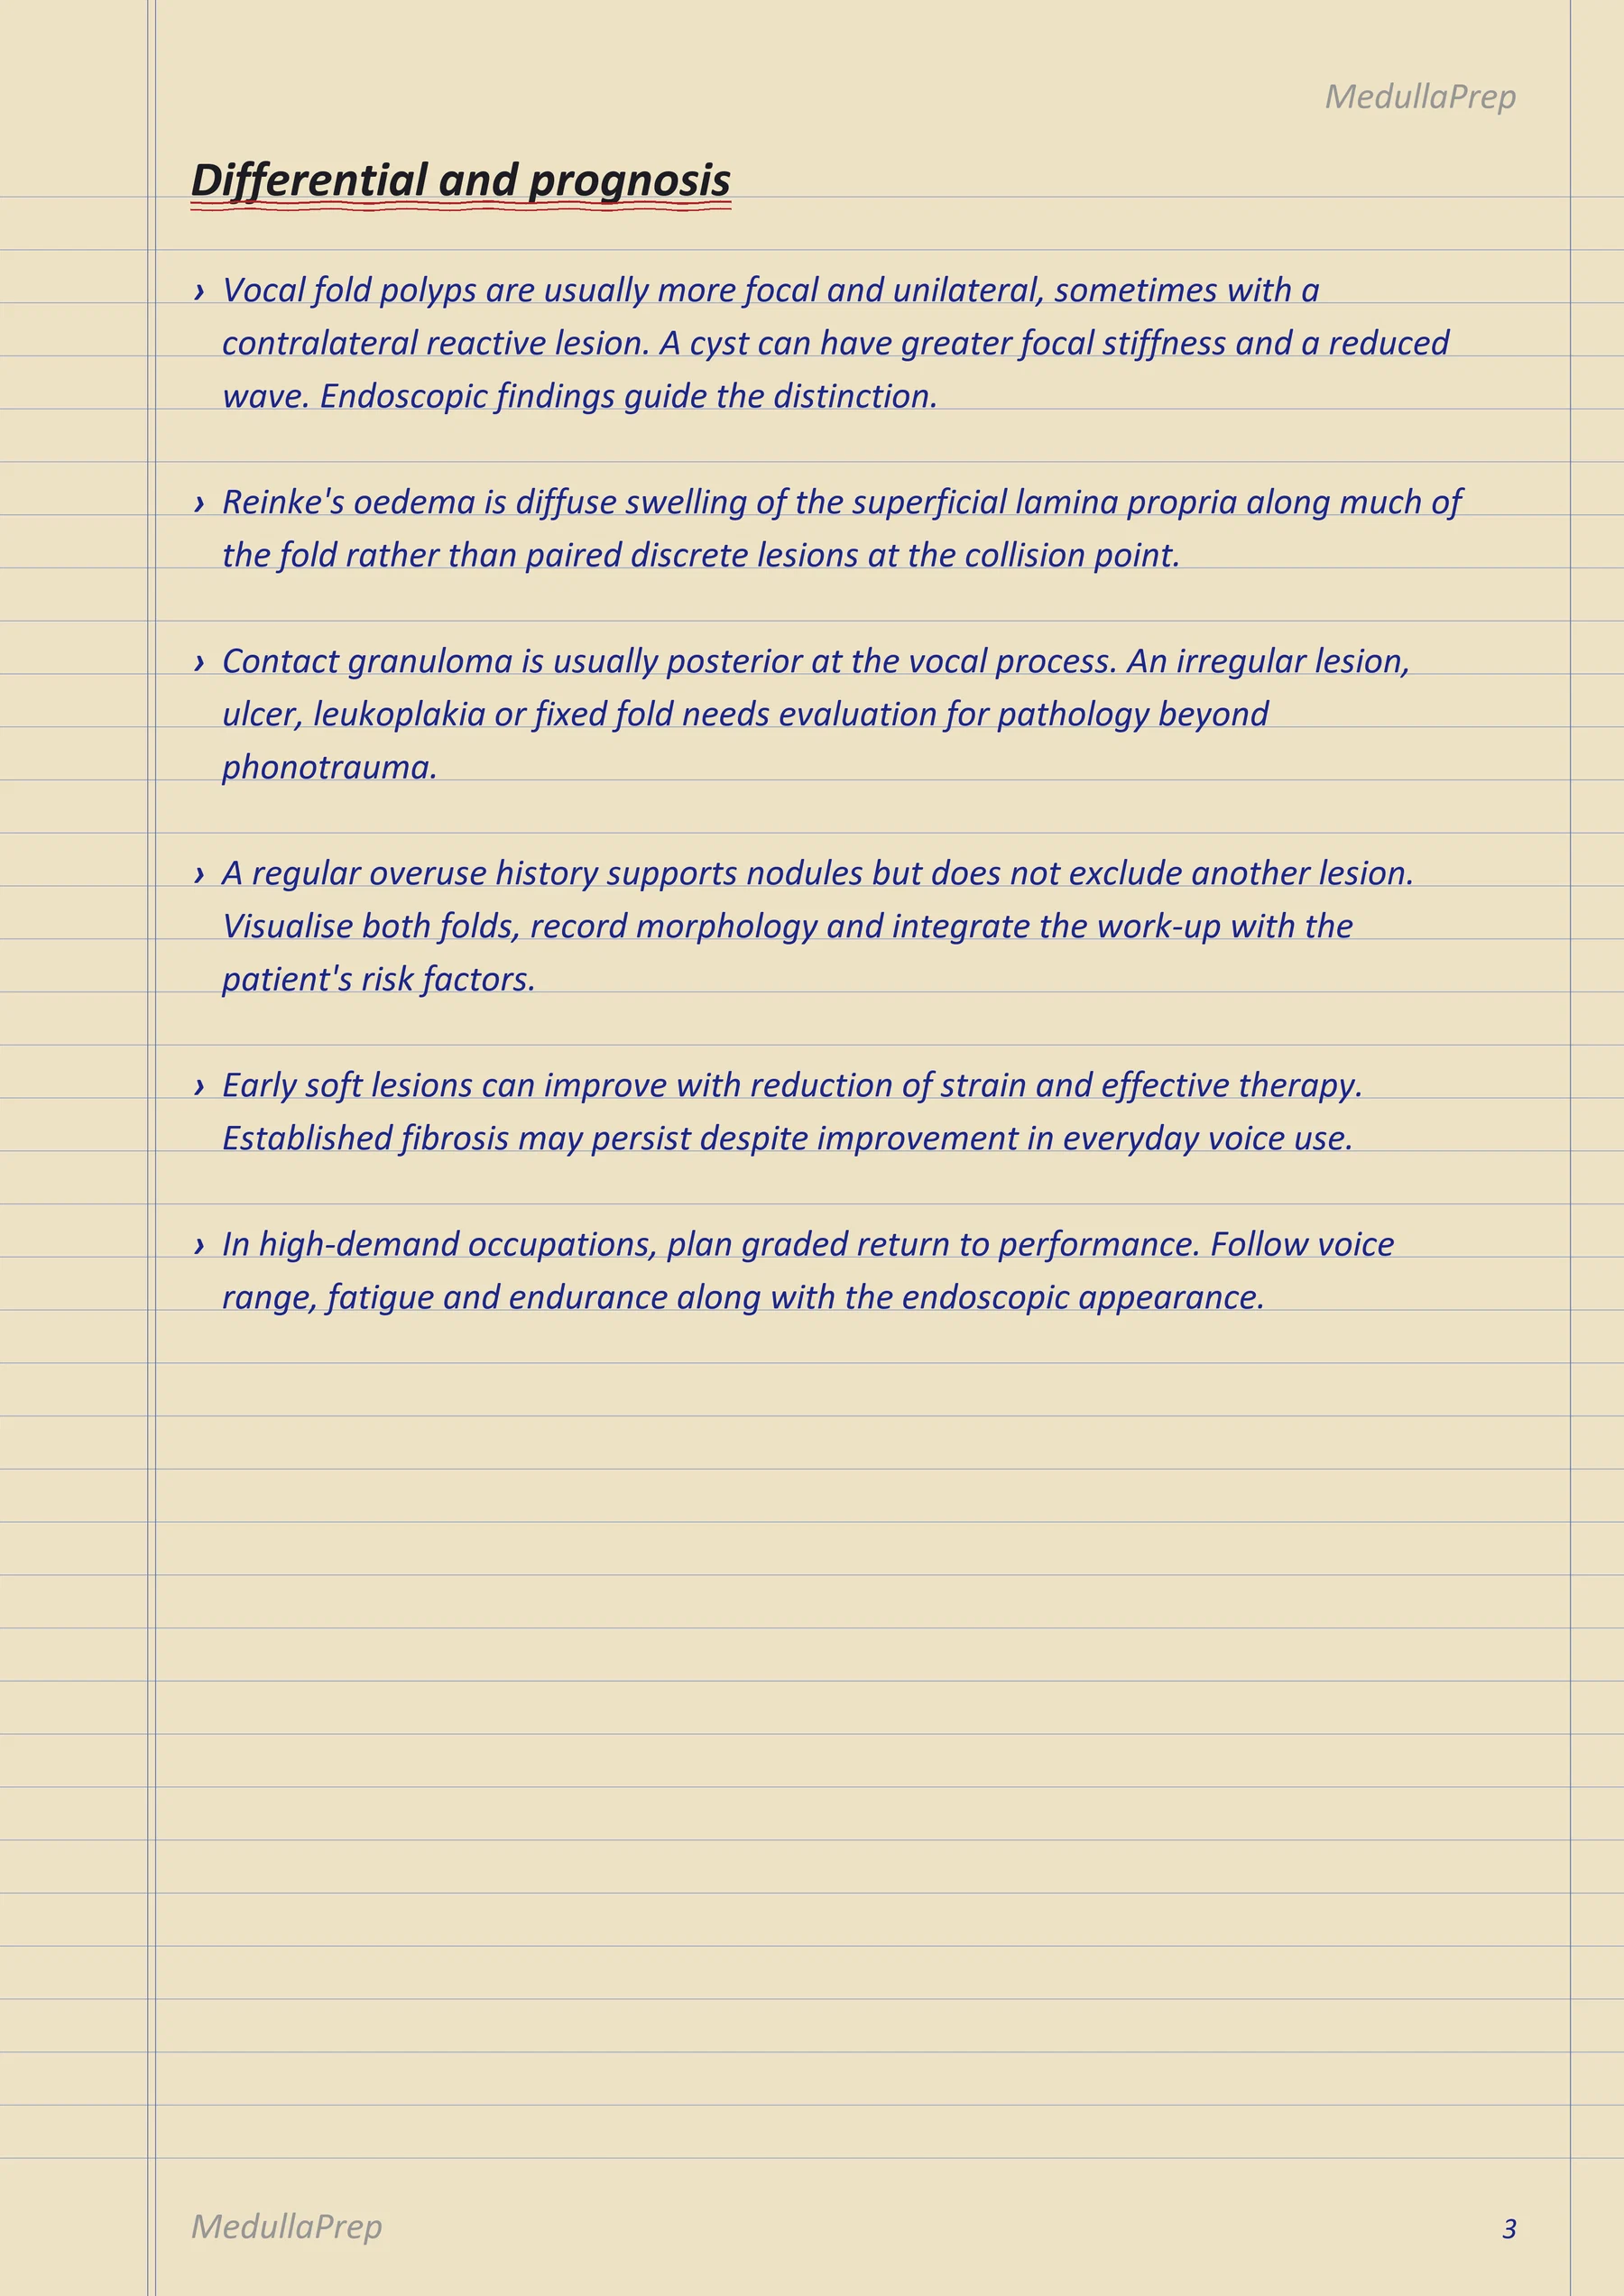 MedullaPrep
Differential and prognosis
› Vocal fold polyps are usually more focal and unilateral, sometimes with a
contralateral reactive lesion. A cyst can have greater focal stiffness and a reduced
wave. Endoscopic findings guide the distinction.
› Reinke's oedema is diffuse swelling of the superficial lamina propria along much of
the fold rather than paired discrete lesions at the collision point.
› Contact granuloma is usually posterior at the vocal process. An irregular lesion,
ulcer, leukoplakia or fixed fold needs evaluation for pathology beyond
phonotrauma.
› A regular overuse history supports nodules but does not exclude another lesion.
Visualise both folds, record morphology and integrate the work-up with the
patient's risk factors.
› Early soft lesions can improve with reduction of strain and effective therapy.
Established fibrosis may persist despite improvement in everyday voice use.
› In high-demand occupations, plan graded return to performance. Follow voice
range, fatigue and endurance along with the endoscopic appearance.
MedullaPrep
3